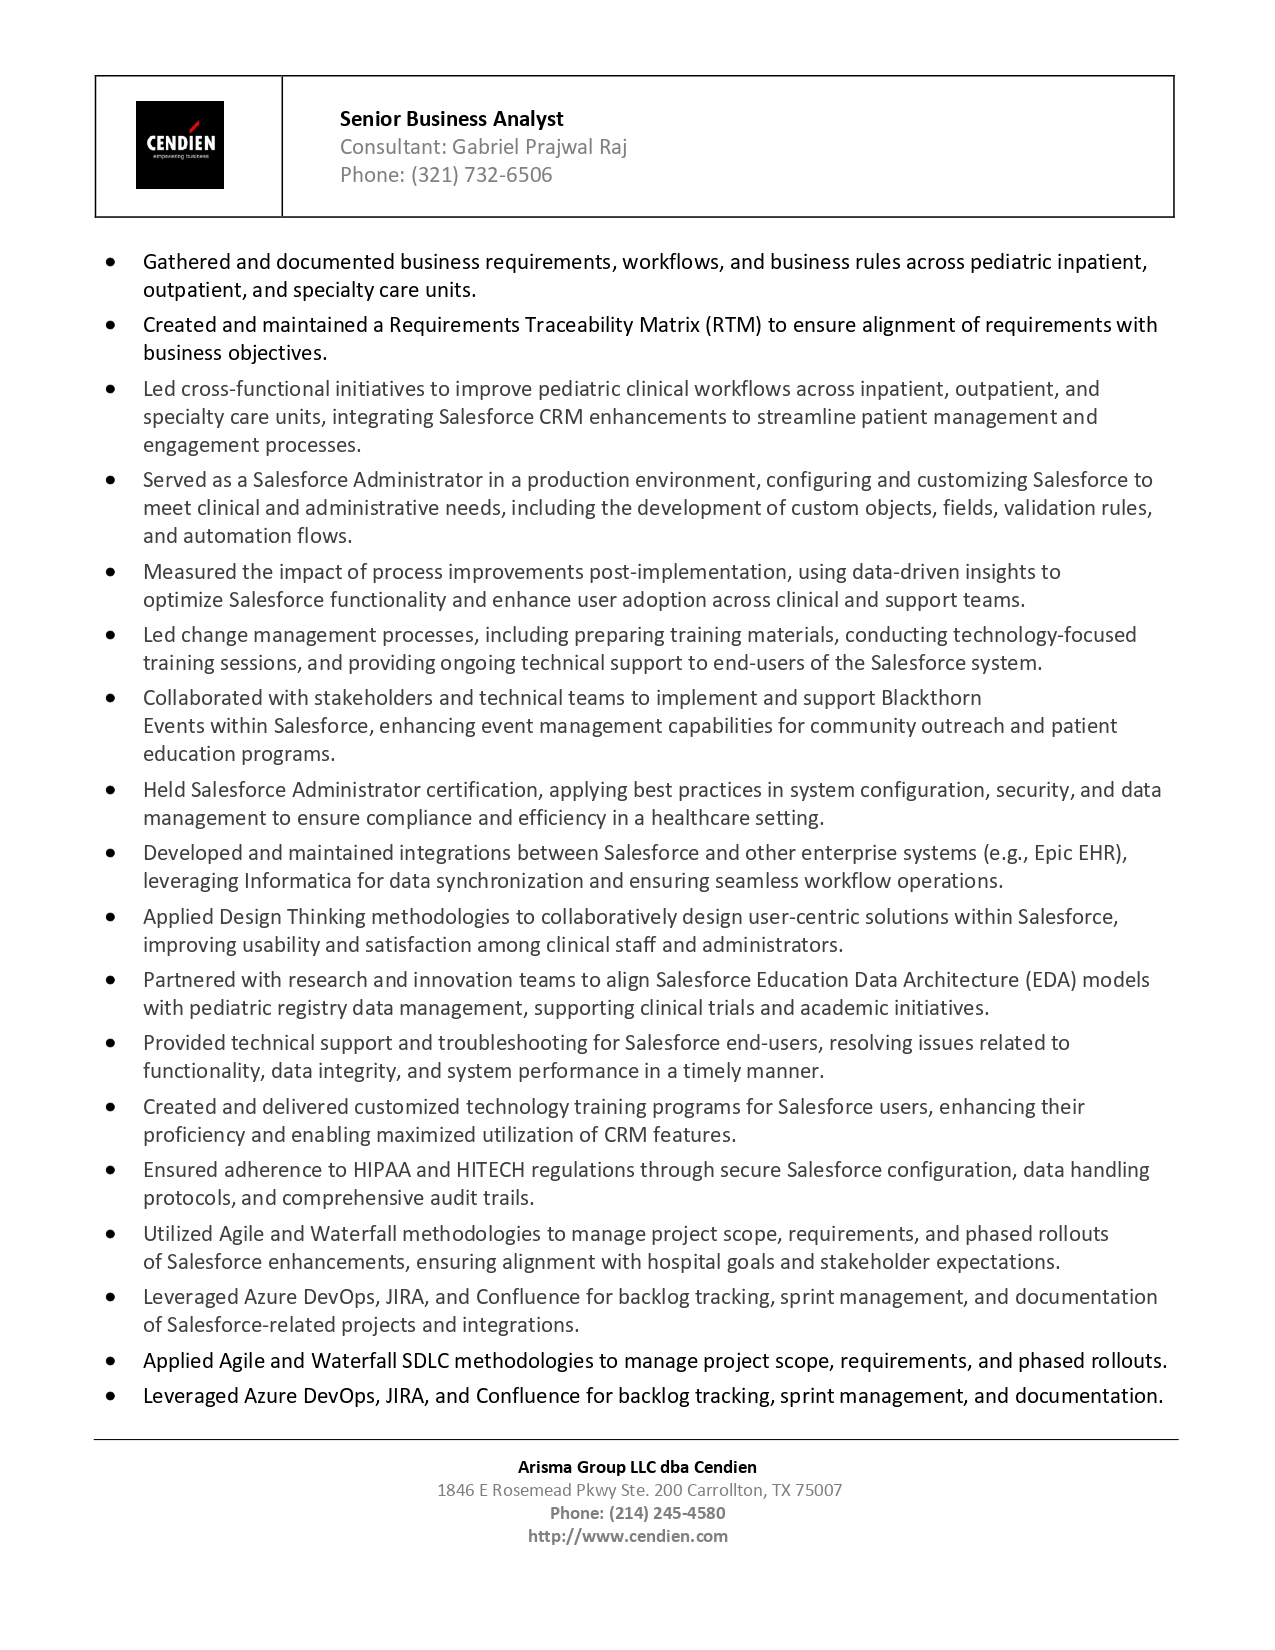 CENDIEN
empowering business
Senior Business Analyst
Consultant: Gabriel Prajwal Raj
Phone: (321) 732-6506
• Gathered and documented business requirements, workflows, and business rules across pediatric inpatient,
outpatient, and specialty care units.
• Created and maintained a Requirements Traceability Matrix (RTM) to ensure alignment of requirements with
business objectives.
• Led cross-functional initiatives to improve pediatric clinical workflows across inpatient, outpatient, and
specialty care units, integrating Salesforce CRM enhancements to streamline patient management and
engagement processes.
• Served as a Salesforce Administrator in a production environment, configuring and customizing Salesforce to
meet clinical and administrative needs, including the development of custom objects, fields, validation rules,
and automation flows.
• Measured the impact of process improvements post-implementation, using data-driven insights to
optimize Salesforce functionality and enhance user adoption across clinical and support teams.
• Led change management processes, including preparing training materials, conducting technology-focused
training sessions, and providing ongoing technical support to end-users of the Salesforce system.
• Collaborated with stakeholders and technical teams to implement and support Blackthorn
Events within Salesforce, enhancing event management capabilities for community outreach and patient
education programs.
• Held Salesforce Administrator certification, applying best practices in system configuration, security, and data
management to ensure compliance and efficiency in a healthcare setting.
• Developed and maintained integrations between Salesforce and other enterprise systems (e.g., Epic EHR),
leveraging Informatica for data synchronization and ensuring seamless workflow operations.
• Applied Design Thinking methodologies to collaboratively design user-centric solutions within Salesforce,
improving usability and satisfaction among clinical staff and administrators.
• Partnered with research and innovation teams to align Salesforce Education Data Architecture (EDA) models
with pediatric registry data management, supporting clinical trials and academic initiatives.
• Provided technical support and troubleshooting for Salesforce end-users, resolving issues related to
functionality, data integrity, and system performance in a timely manner.
• Created and delivered customized technology training programs for Salesforce users, enhancing their
proficiency and enabling maximized utilization of CRM features.
• Ensured adherence to HIPAA and HITECH regulations through secure Salesforce configuration, data handling
protocols, and comprehensive audit trails.
• Utilized Agile and Waterfall methodologies to manage project scope, requirements, and phased rollouts
of Salesforce enhancements, ensuring alignment with hospital goals and stakeholder expectations.
• Leveraged Azure DevOps, JIRA, and Confluence for backlog tracking, sprint management, and documentation
of Salesforce-related projects and integrations.
• Applied Agile and Waterfall SDLC methodologies to manage project scope, requirements, and phased rollouts.
• Leveraged Azure DevOps, JIRA, and Confluence for backlog tracking, sprint management, and documentation.
Arisma Group LLC dba Cendien
1846 E Rosemead Pkwy Ste. 200 Carrollton, TX 75007
Phone: (214) 245-4580
http://www.cendien.com